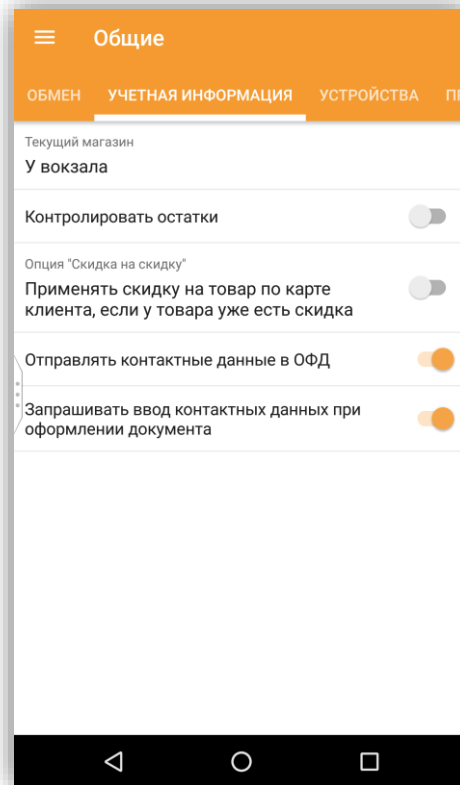 Общие
ОБМЕН УЧЕТНАЯ ИНФОРМАЦИЯ УСТРОЙСТВА
Текущий магазин
У вокзала
Контролировать остатки
Опция "Скидка на скидку"
Применять скидку на товар по карте
клиента, если у товара уже есть скидка
Отправлять контактные данные в ОФД
Запрашивать ввод контактных данных при
оформлении документа